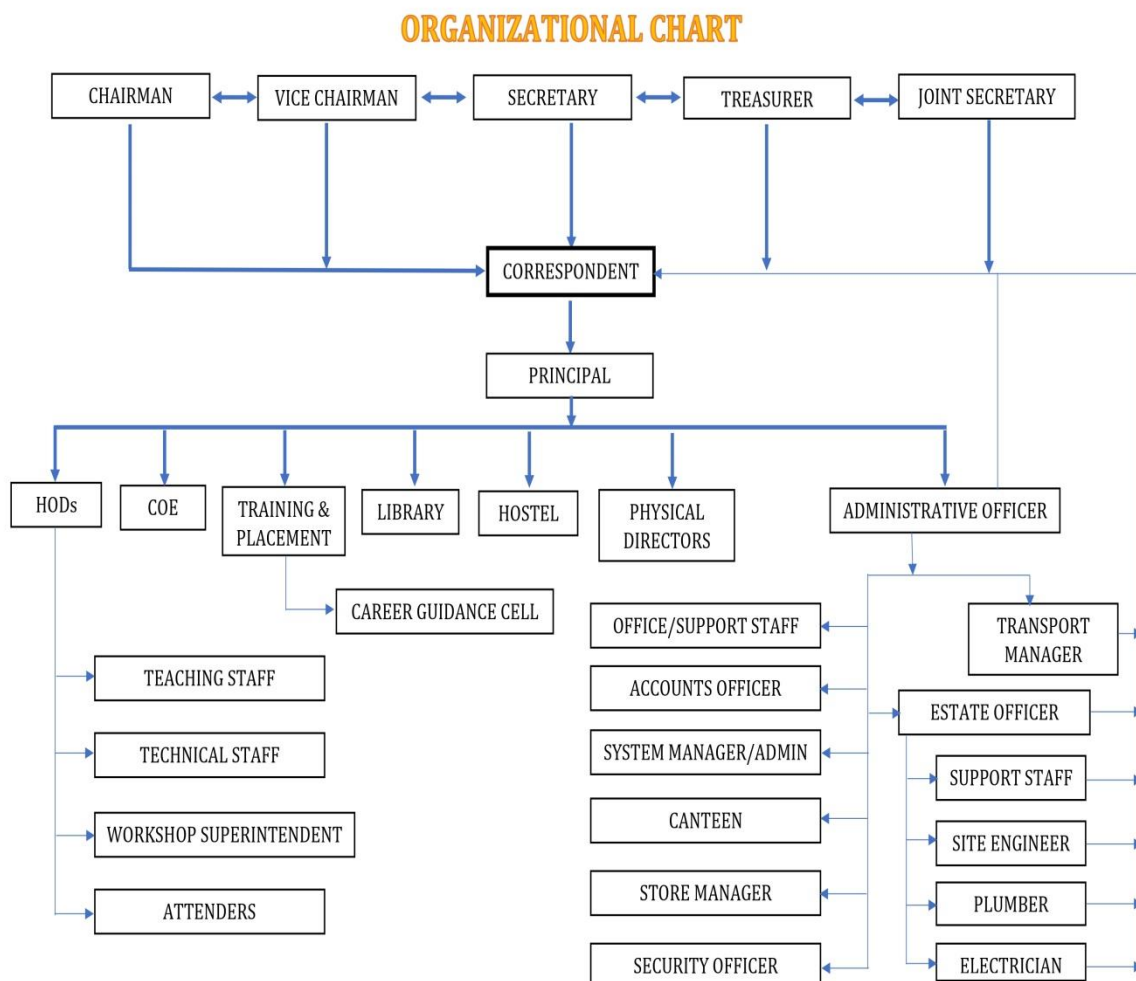 ORGANIZATIONAL CHART
CHAIRMAN
VICE CHAIRMAN
SECRETARY
TREASURER
JOINT SECRETARY
CORRESPONDENT
PRINCIPAL
HODs
COE
TRAINING &
PLACEMENT
LIBRARY
HOSTEL
PHYSICAL
DIRECTORS
ADMINISTRATIVE OFFICER
CAREER GUIDANCE CELL
TEACHING STAFF
TECHNICAL STAFF
WORKSHOP SUPERINTENDENT
ATTENDERS
OFFICE/SUPPORT STAFF
ACCOUNTS OFFICER
SYSTEM MANAGER/ADMIN
CANTEEN
STORE MANAGER
SECURITY OFFICER
TRANSPORT
MANAGER
ESTATE OFFICER
SUPPORT STAFF
SITE ENGINEER
PLUMBER
ELECTRICIAN